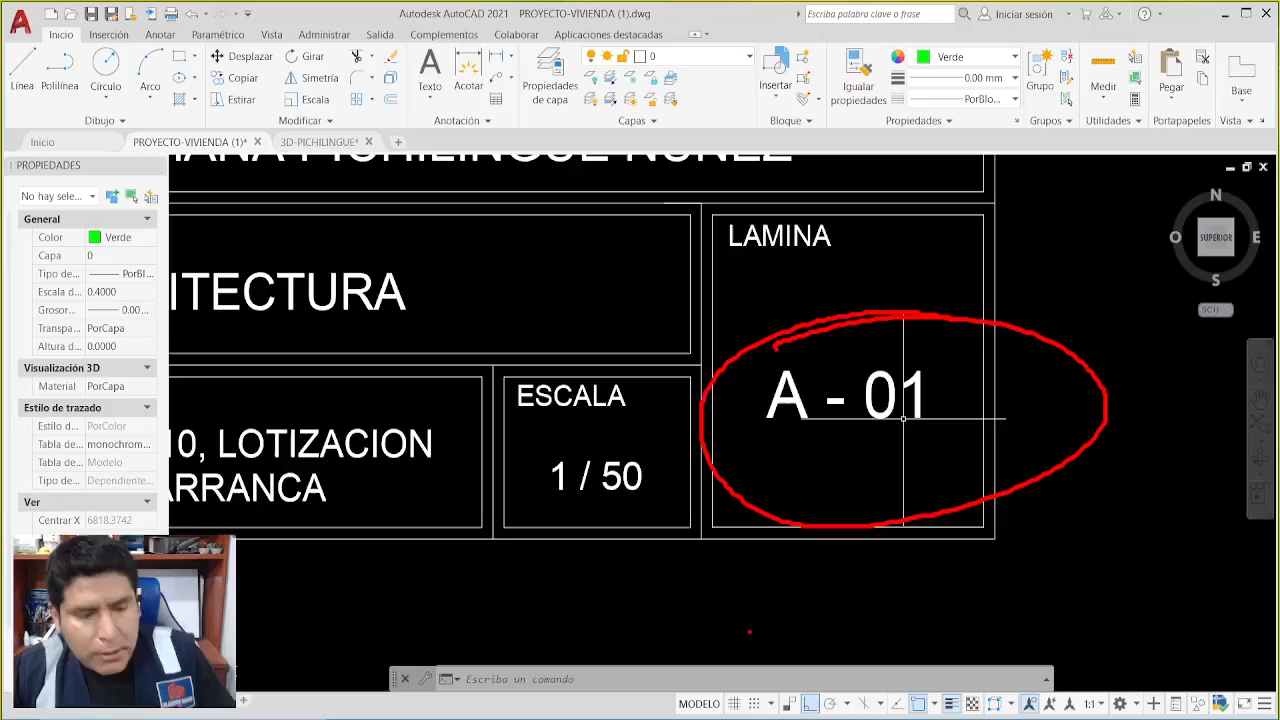 Autodesk AutoCAD 2021 PROYECTO-VIVIENDA (1).dwg
Escriba palabra clave o frase
Iniciar sesión
Inicio Inserción Anotar Paramétrico Vista Insertar Administrar Salida Complementos Colaborar Aplicaciones destacadas
Línea
Polilínea
Círculo
Arco
Desplazar
Girar
Copiar
Simetría
Estirar
Escala
Texto
Acotar
Propiedades
de capa
0
Insertar
Igualar
propiedades
Verde
0.00 mm
PorBlo...
Grupo
Medir
Pegar
Base
Dibujo
Modificar
Anotación
Capas
Bloque
Propiedades
Grupos
Utilidades
Portapapeles
Vista
Inicio
PROYECTO-VIVIENDA (1)*
3D-PICHILINGUE*
PROPIEDADES
No hay sele...
General
Color Verde
Capa 0
Tipo de... PorBl...
Escala d... 0.4000
Grosor... 0.00 ...
Transpa... PorCapa
Altura d... 0.0000
Visualización 3D
Material PorCapa
Estilo de trazado
Estilo d... PorColor
Tabla de... monochrom...
Tabla de... Modelo
Tipo de... Dependiente...
Ver
Centrar X 6818.3742
IANA PICHILINGUE NUÑEZ
ITECTURA
LAMINA
A - 01
10, LOTIZACION
ARRANCA
ESCALA
1 / 50
N
O
SUPERIOR
E
S
SCU
Escriba un comando
MODELO
1:1